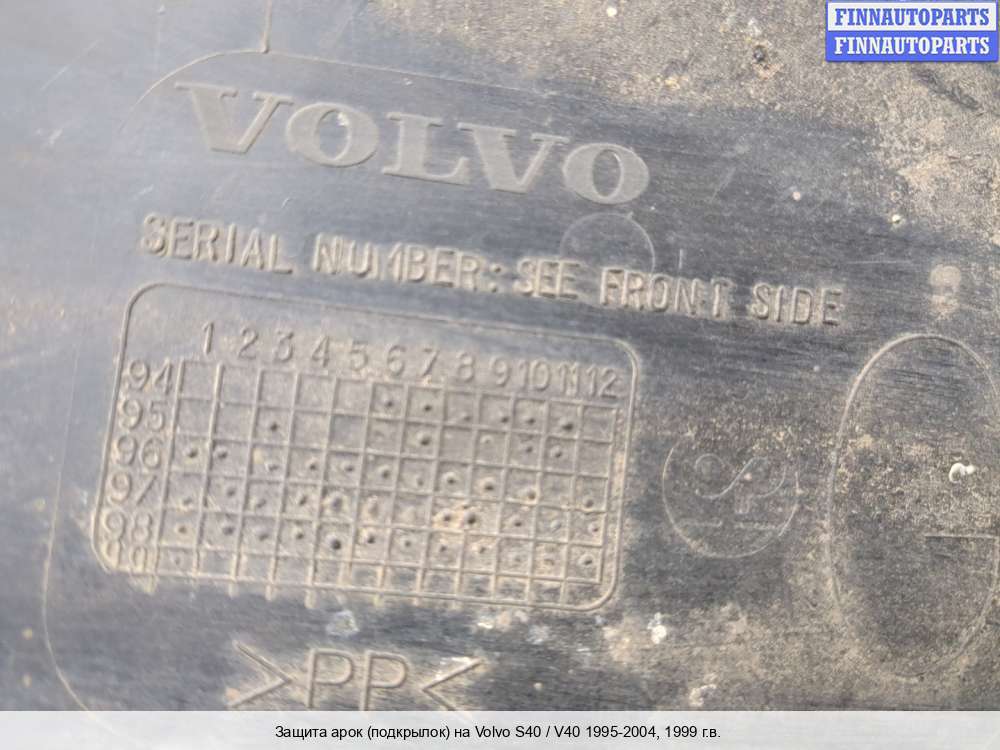 FINNAUTOPARTS
FINNAUTOPARTS
VOLVO
SERIAL NUMBER: SEE FRONT SIDE
1 2 3 4 5 6 7 8 9 10 11 12
94
95
96
97
98
>PP<
Защита арок (подкрылок) на Volvo S40 / V40 1995-2004, 1999 г.в.